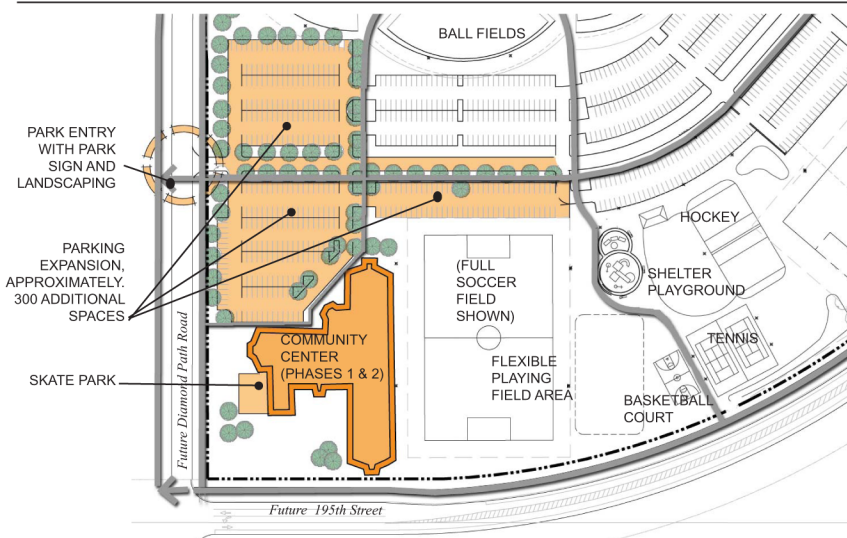 BALL FIELDS
PARK ENTRY
WITH PARK
SIGN AND
LANDSCAPING
HOCKEY
PARKING
EXPANSION,
APPROXIMATELY.
300 ADDITIONAL
SPACES
(FULL
SOCCER
FIELD
SHOWN)
SHELTER
PLAYGROUND
COMMUNITY
CENTER
(PHASES 1 & 2)
TENNIS
FLEXIBLE
PLAYING
FIELD AREA
SKATE PARK
BASKETBALL
COURT
Future Diamond Path Road
Future 195th Street